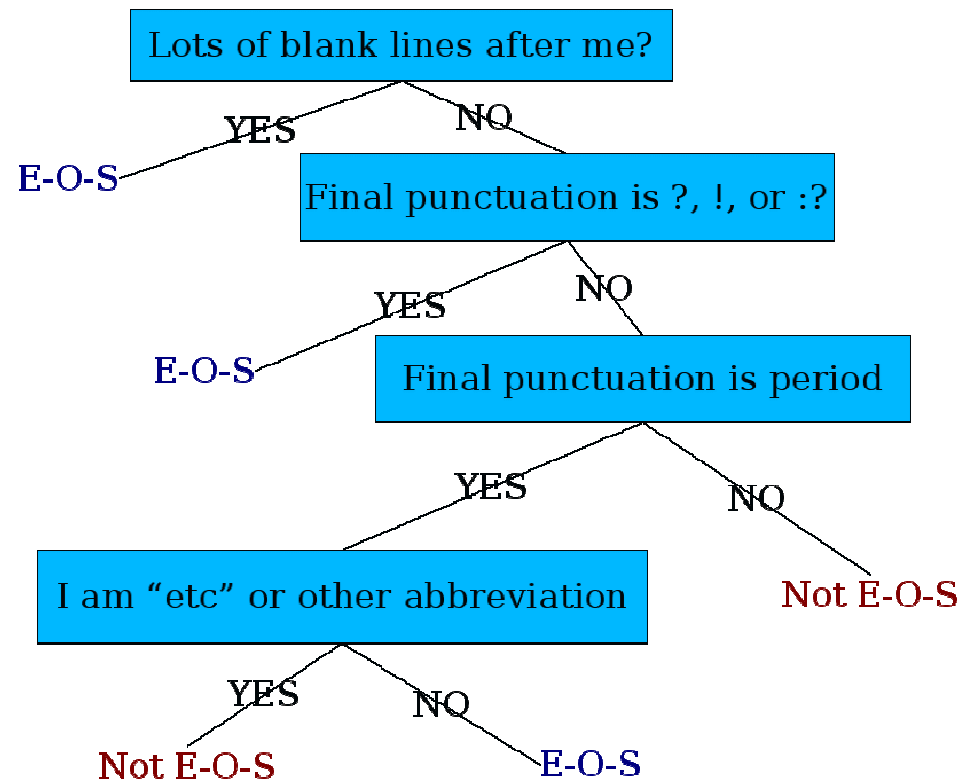 Lots of blank lines after me?
YES
NO
E-O-S
Final punctuation is ?, !, or :?
YES
NO
E-O-S
Final punctuation is period
YES
NO
I am “etc” or other abbreviation
Not E-O-S
YES
NO
Not E-O-S
E-O-S